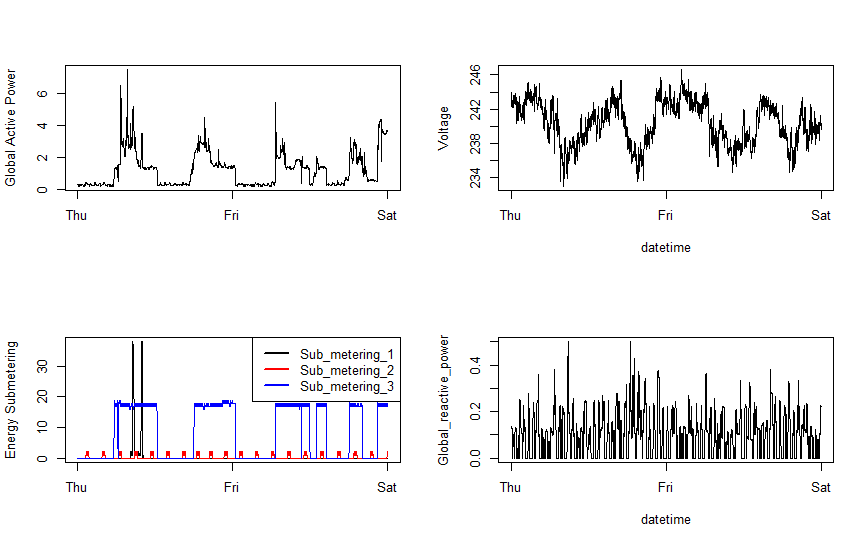 Global Active Power
6
4
2
0
Thu Fri Sat
Voltage
246
242
238
234
Thu Fri Sat
datetime
Energy Submetering
30
20
10
0
Sub_metering_1
Sub_metering_2
Sub_metering_3
Thu Fri Sat
Global_reactive_power
0.4
0.2
0.0
Thu Fri Sat
datetime